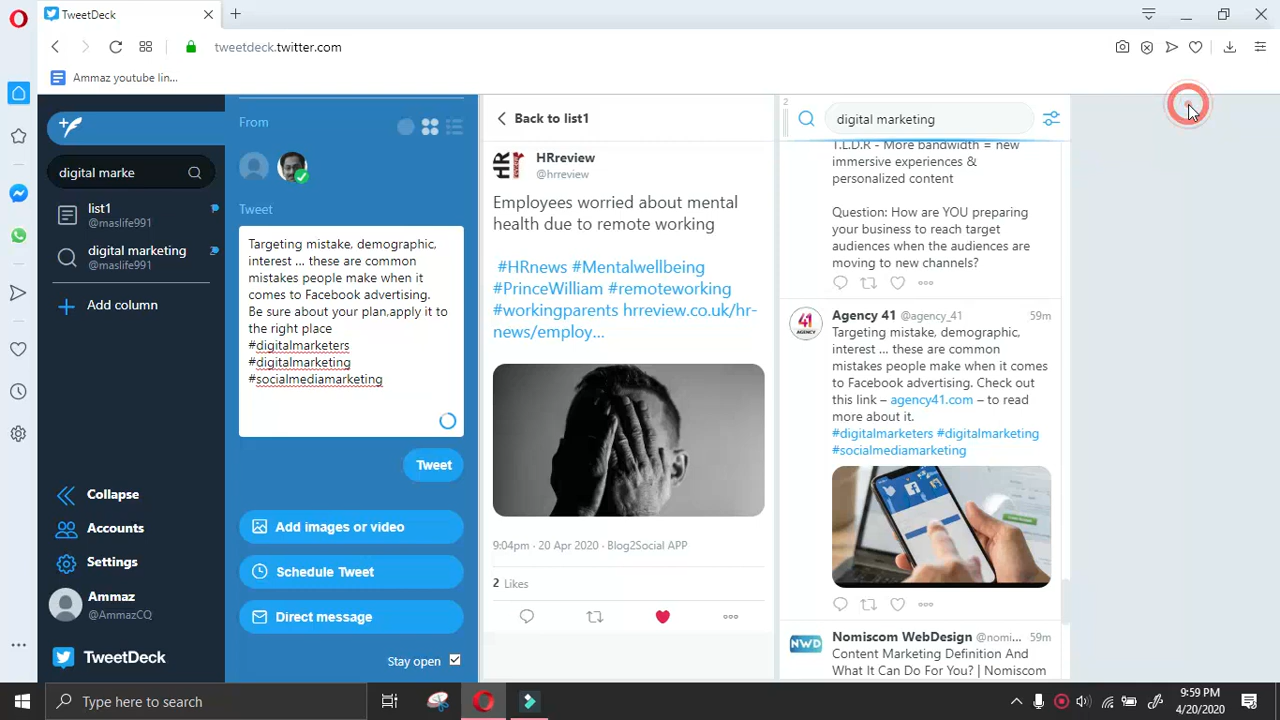 TweetDeck
tweetdeck.twitter.com
Ammaz youtube lin...
digital marke
list1
@maslife991
digital marketing
@maslife991
Add column
Collapse
Accounts
Settings
Ammaz
@AmmazCQ
TweetDeck
From
Tweet
Targeting mistake, demographic,
interest ... these are common
mistakes people make when it
comes to Facebook advertising.
Be sure about your plan,apply it to
the right place
#digitalmarketers
#digitalmarketing
#socialmediamarketing
Tweet
Add images or video
Schedule Tweet
Direct message
Stay open
Back to list1
HRreview
@hrreview
Employees worried about mental
health due to remote working
#HRnews #Mentalwellbeing
#PrinceWilliam #remoteworking
#workingparents hrreview.co.uk/hr-
news/employ...
9:04pm · 20 Apr 2020 · Blog2Social APP
2 Likes
2
digital marketing
T.L.D.R - More bandwidth = new
immersive experiences &
personalized content
Question: How are YOU preparing
your business to reach target
audiences when the audiences are
moving to new channels?
Agency 41 @agency_41 59m
Targeting mistake, demographic,
interest ... these are common
mistakes people make when it comes
to Facebook advertising. Check out
this link – agency41.com – to read
more about it.
#digitalmarketers #digitalmarketing
#socialmediamarketing
Nomiscom WebDesign @nomi... 59m
Content Marketing Definition And
What It Can Do For You? | Nomiscom
Type here to search
9:59 PM
4/20/2020